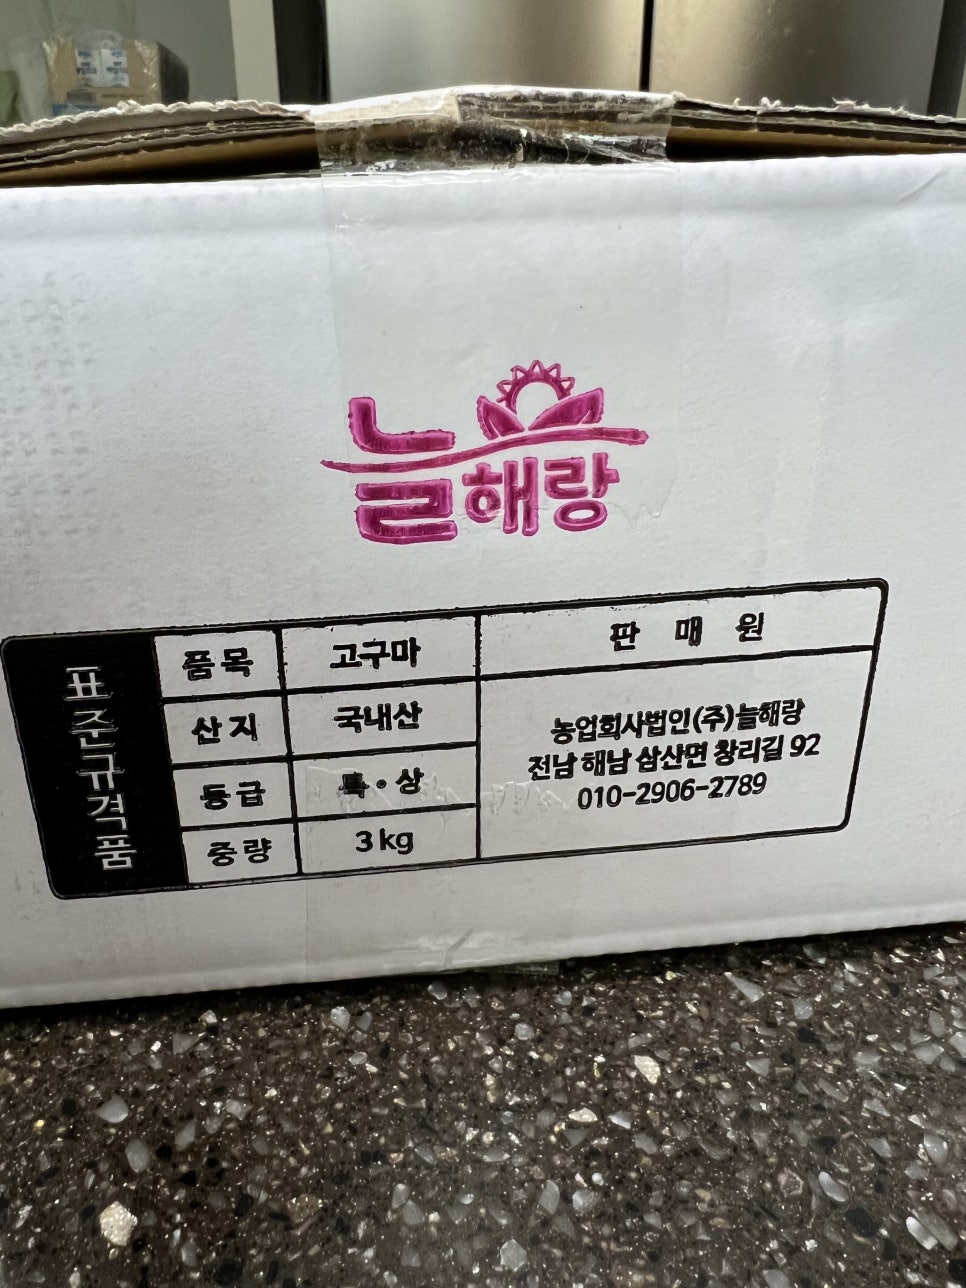 늘해랑
표준규격품
품목 고구마
산지 국내산
등급 특·상
중량 3kg
판매원
농업회사법인(주)늘해랑
전남 해남 삼산면 창리길 92
010-2906-2789